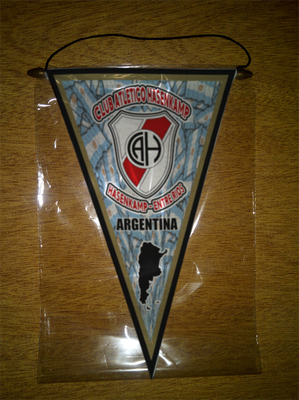 CLUB ATLETICO HASENKAMP
CAH
HASENKAMP - ENTRE RIOS
ARGENTINA